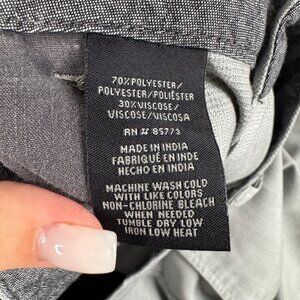 70% POLYESTER/
POLYESTER/POLIÉSTER
30% VISCOSE/
VISCOSE/VISCOSA
RN # 85773
MADE IN INDIA
FABRIQUÉ EN INDE
HECHO EN INDIA
MACHINE WASH COLD
WITH LIKE COLORS
NON-CHLORINE BLEACH
WHEN NEEDED
TUMBLE DRY LOW
IRON LOW HEAT